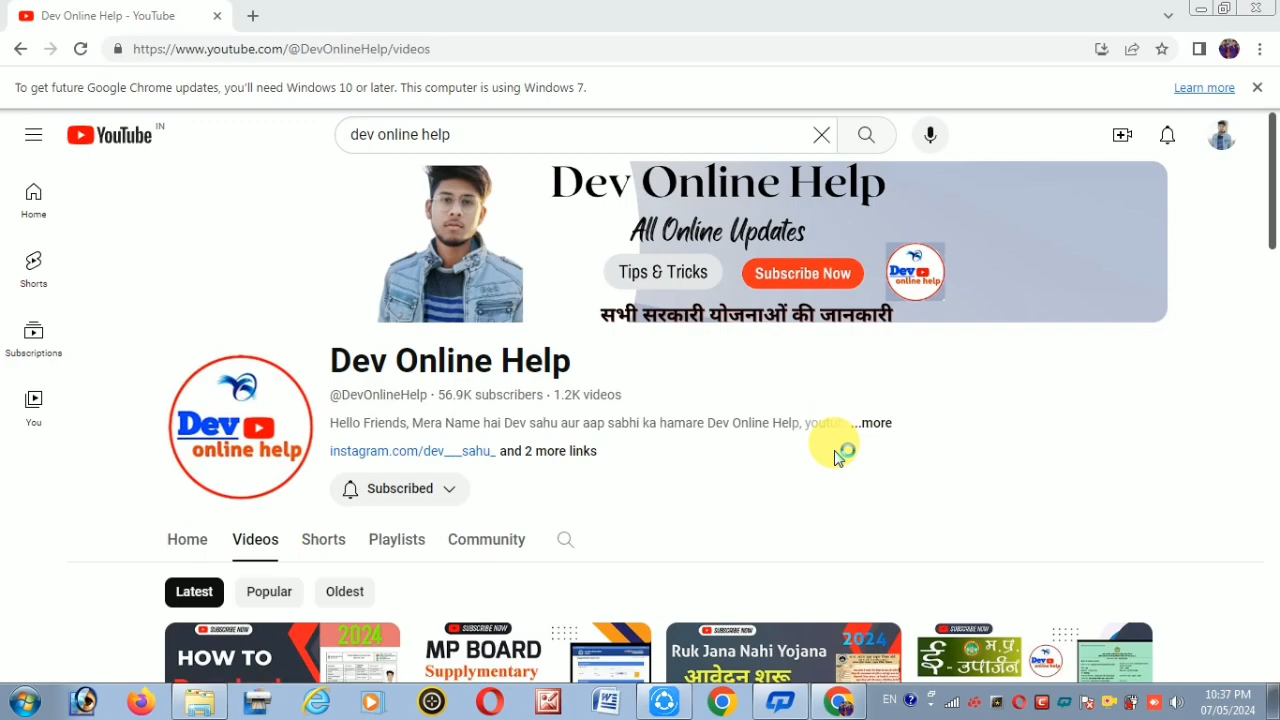 Dev Online Help - YouTube
https://www.youtube.com/@DevOnlineHelp/videos
To get future Google Chrome updates, you'll need Windows 10 or later. This computer is using Windows 7.
Learn more
YouTube IN
dev online help
Dev Online Help
All Online Updates
Tips & Tricks
Subscribe Now
Dev
online help
सभी सरकारी योजनाओं की जानकारी
Home
Shorts
Subscriptions
You
Dev
online help
Dev Online Help
@DevOnlineHelp · 56.9K subscribers · 1.2K videos
Hello Friends, Mera Name hai Dev sahu aur aap sabhi ka hamare Dev Online Help, ...more
instagram.com/dev___sahu_ and 2 more links
Subscribed
Home
Videos
Shorts
Playlists
Community
Latest
Popular
Oldest
SUBSCRIBE NOW
2024
HOW TO
SUBSCRIBE NOW
MP BOARD
Supplymentary
SUBSCRIBE NOW
2024
Ruk Jana Nahi Yojana
आवेदन शुरू
SUBSCRIBE NOW
म.प्र.
ई-उपार्जन
EN
10:37 PM
07/05/2024